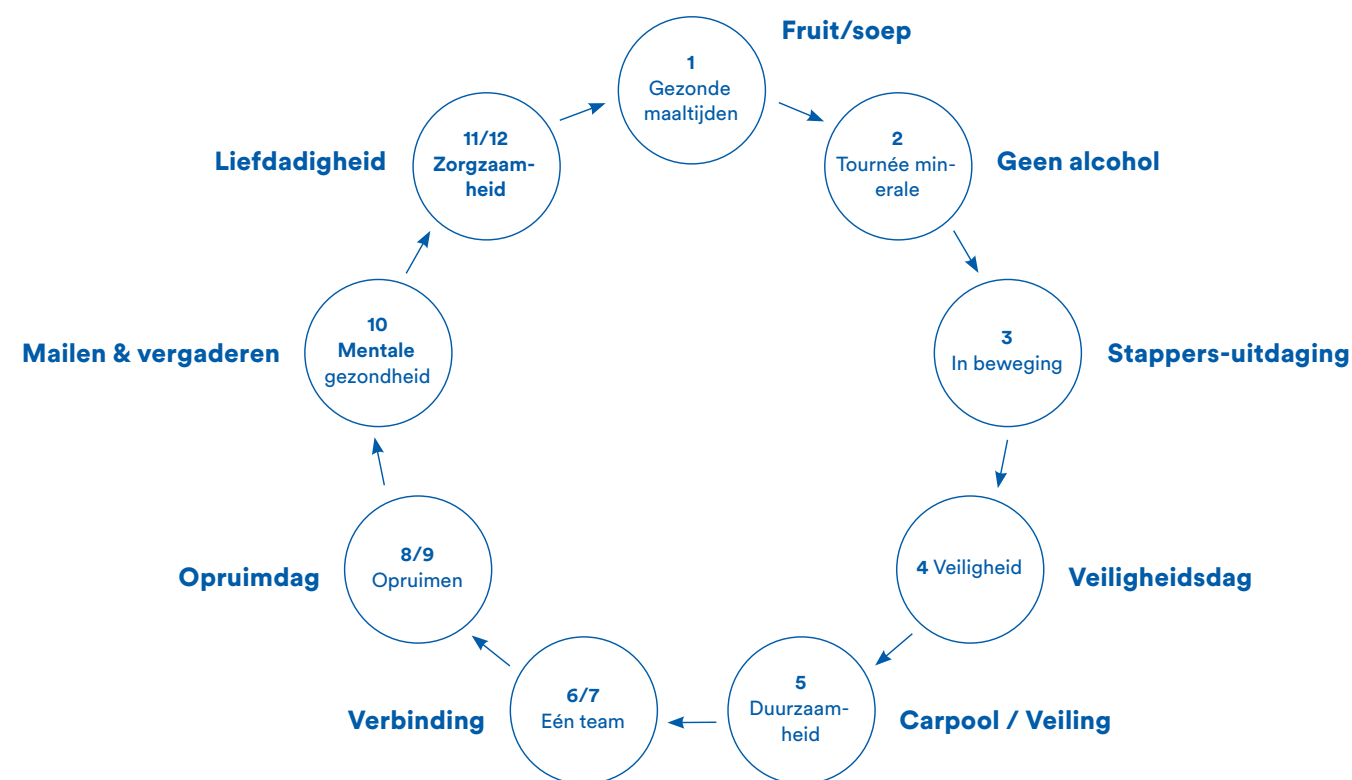 Fruit/soep
1
Gezonde
maaltijden
2
Tournée min-
erale
Geen alcohol
3
In beweging
Stappers-uitdaging
4 Veiligheid
Veiligheidsdag
5
Duurzaam-
heid
Carpool / Veiling
6/7
Eén team
Verbinding
8/9
Opruimen
Opruimdag
10
Mentale
gezondheid
Mailen & vergaderen
11/12
Zorgzaam-
heid
Liefdadigheid